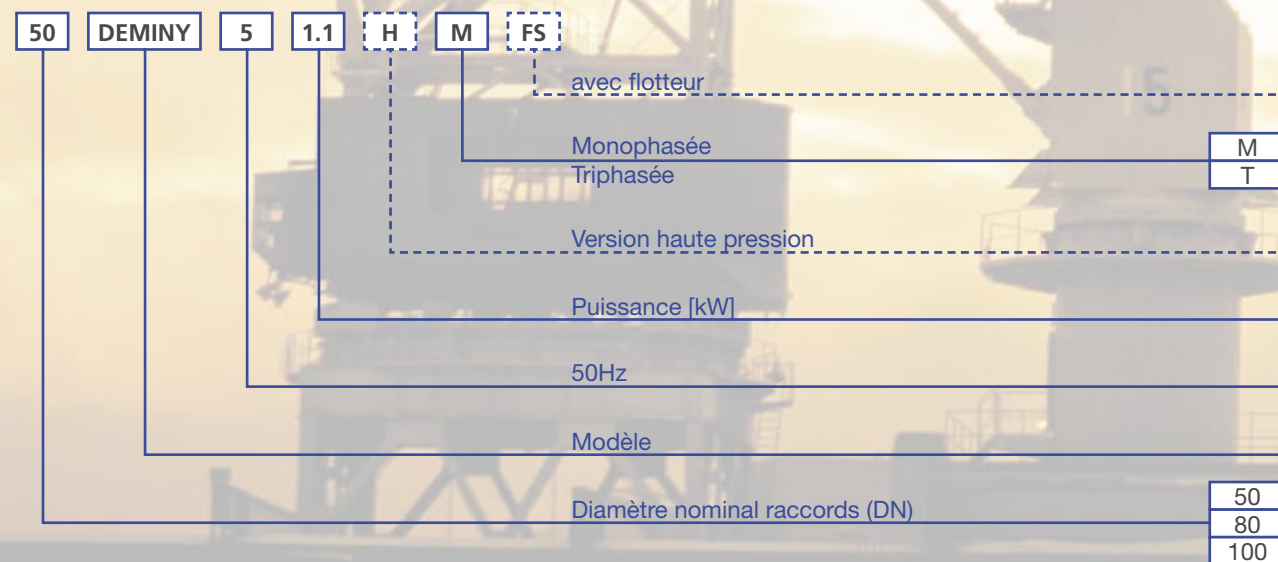 50 DEMINY 5 1.1 H M FS
avec flotteur
Monophasée M
Triphasée T
Version haute pression
Puissance [kW]
50Hz
Modèle
Diamètre nominal raccords (DN) 50
80
100
5